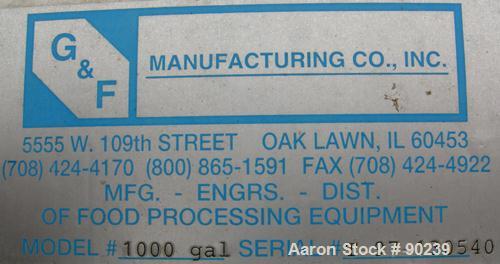 G & F
MANUFACTURING CO., INC.
5555 W. 109th STREET OAK LAWN, IL 60453
(708) 424-4170 (800) 865-1591 FAX (708) 424-4922
MFG. - ENGRS. - DIST.
OF FOOD PROCESSING EQUIPMENT
MODEL # 1000 gal SERIAL
Aaron Stock # 90239